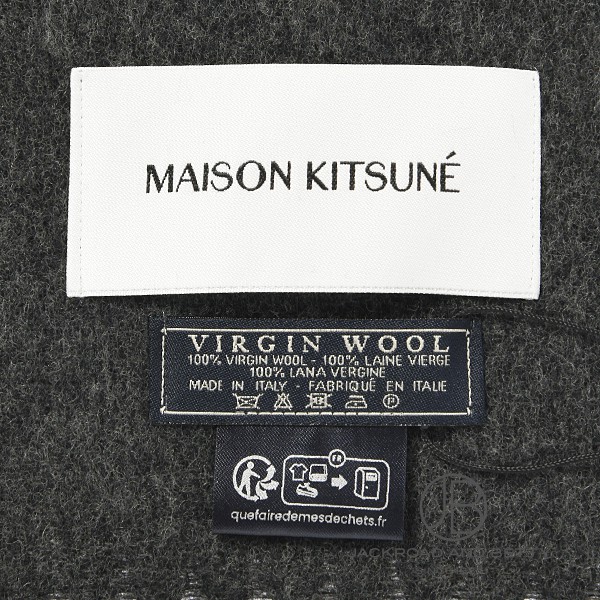 MAISON KITSUNÉ
VIRGIN WOOL
100% VIRGIN WOOL - 100% LAINE VIERGE
100% LANA VERGINE
MADE IN ITALY - FABRIQUÉ EN ITALIE
P
FR
quefairedemesdechets.fr